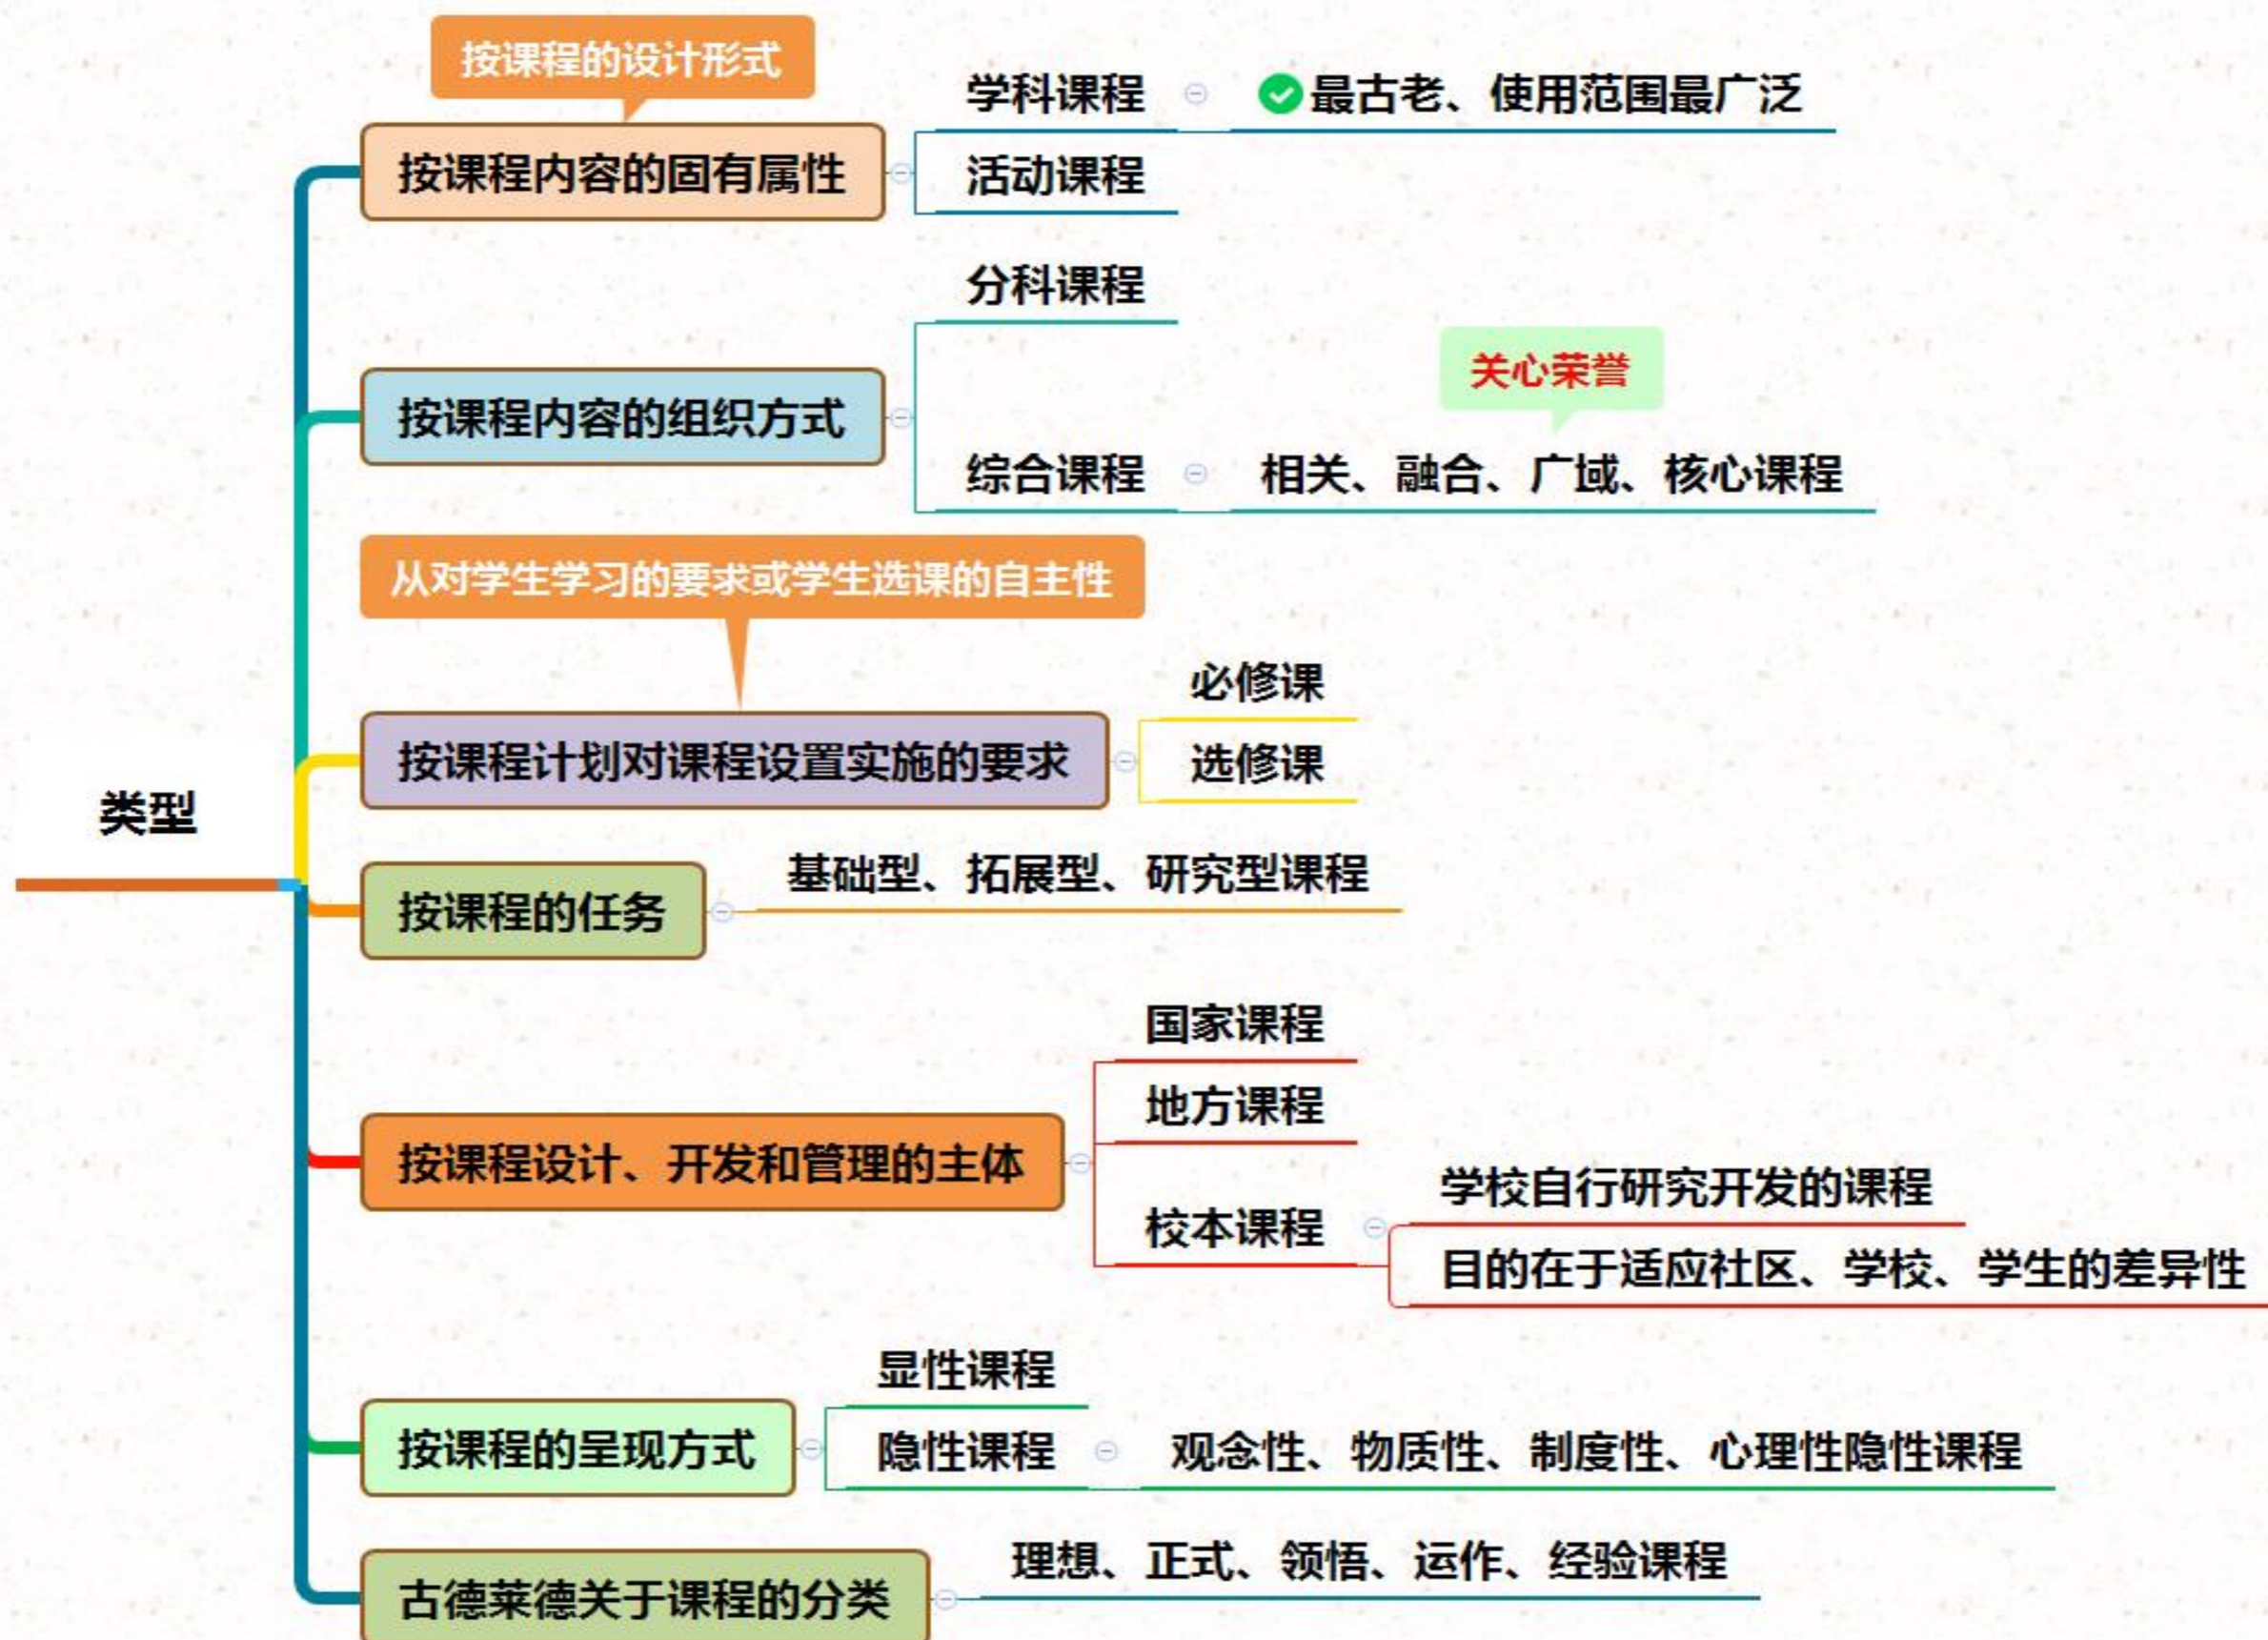 按课程的设计形式
按课程内容的固有属性
学科课程
最古老、使用范围最广泛
活动课程
按课程内容的组织方式
分科课程
综合课程
关心荣誉
相关、融合、广域、核心课程
从对学生学习的要求或学生选课的自主性
按课程计划对课程设置实施的要求
必修课
选修课
类型
按课程的任务
基础型、拓展型、研究型课程
按课程设计、开发和管理的主体
国家课程
地方课程
校本课程
学校自行研究开发的课程
目的在于适应社区、学校、学生的差异性
按课程的呈现方式
显性课程
隐性课程
观念性、物质性、制度性、心理性隐性课程
古德莱德关于课程的分类
理想、正式、领悟、运作、经验课程